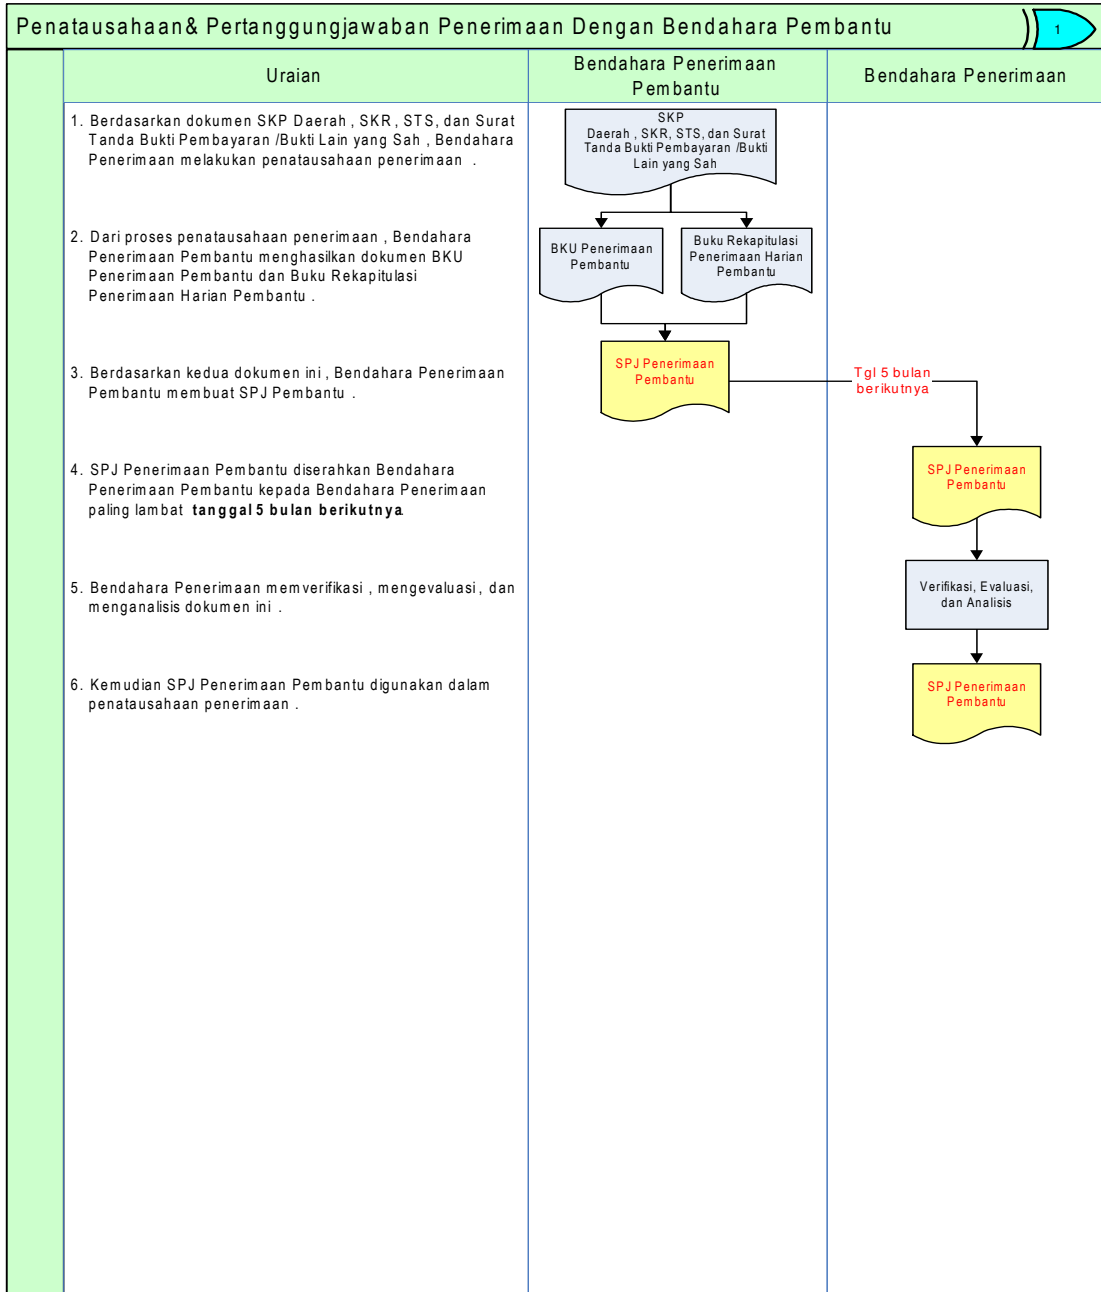 Penatausahaan& Pertanggungjawaban Penerimaan Dengan Bendahara Pembantu
1
Uraian
Bendahara Penerimaan
Pembantu
Bendahara Penerimaan
1. Berdasarkan dokumen SKP Daerah , SKR , STS, dan Surat
Tanda Bukti Pembayaran /Bukti Lain yang Sah , Bendahara
Penerimaan melakukan penatausahaan penerimaan .
2. Dari proses penatausahaan penerimaan , Bendahara
Penerimaan Pembantu menghasilkan dokumen BKU
Penerimaan Pembantu dan Buku Rekapitulasi
Penerimaan Harian Pembantu .
3. Berdasarkan kedua dokumen ini , Bendahara Penerimaan
Pembantu membuat SPJ Pembantu .
4. SPJ Penerimaan Pembantu diserahkan Bendahara
Penerimaan Pembantu kepada Bendahara Penerimaan
paling lambat tanggal 5 bulan berikutnya.
5. Bendahara Penerimaan memverifikasi , mengevaluasi , dan
menganalisis dokumen ini .
6. Kemudian SPJ Penerimaan Pembantu digunakan dalam
penatausahaan penerimaan .
SKP
Daerah , SKR, STS, dan Surat
Tanda Bukti Pembayaran /Bukti
Lain yang Sah
BKU Penerimaan
Pembantu
Buku Rekapitulasi
Penerimaan Harian
Pembantu
SPJ Penerimaan
Pembantu
Tgl 5 bulan
berikutnya
SPJ Penerimaan
Pembantu
Verifikasi, Evaluasi,
dan Analisis
SPJ Penerimaan
Pembantu